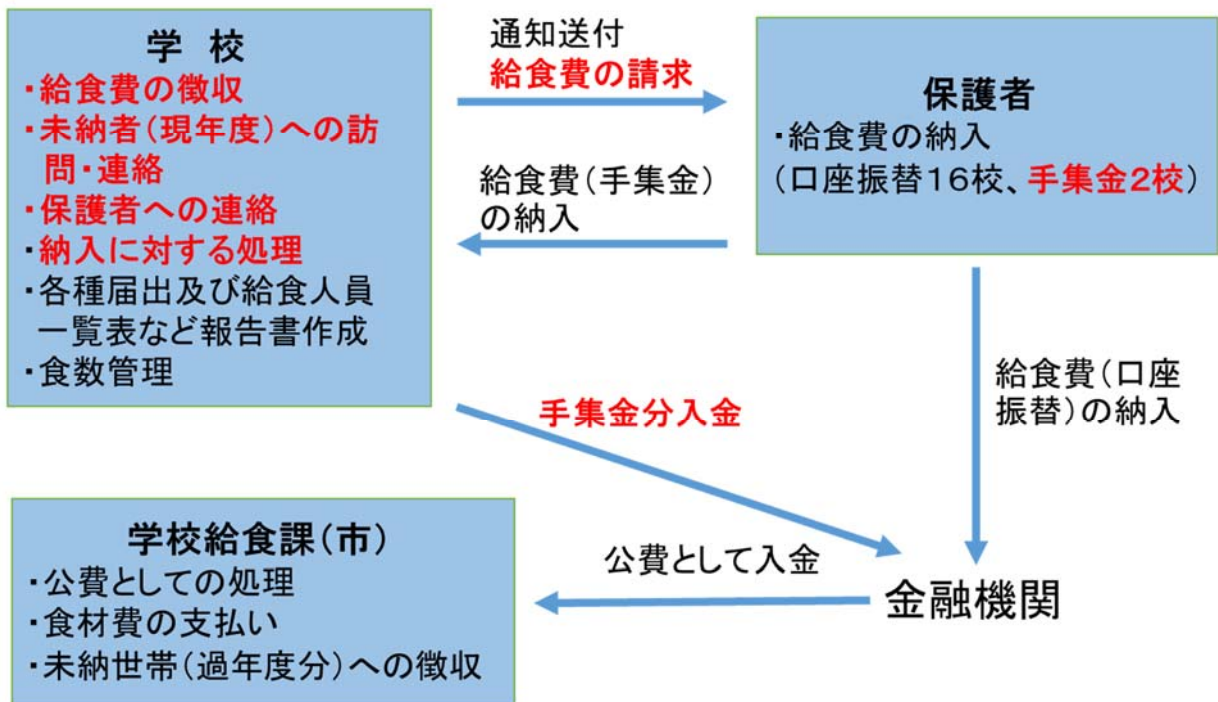 学 校
・給食費の徴収
・未納者(現年度)への訪
問・連絡
・保護者への連絡
・納入に対する処理
・各種届出及び給食人員
一覧表など報告書作成
・食数管理
通知送付
給食費の請求
給食費(手集金)
の納入
保護者
・給食費の納入
(口座振替16校、手集金2校)
給食費(口座
振替)の納入
手集金分入金
学校給食課(市)
・公費としての処理
・食材費の支払い
・未納世帯(過年度分)への徴収
公費として入金
金融機関